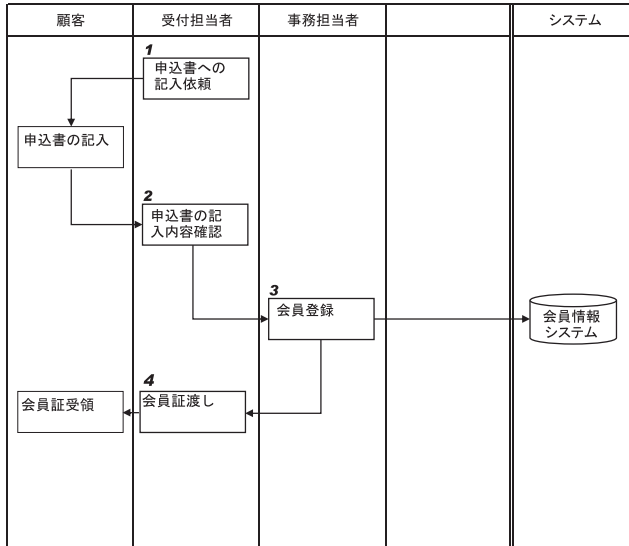 顧客
受付担当者
事務担当者
システム
1
申込書への
記入依頼
申込書の記入
2
申込書の記
入内容確認
3
会員登録
会員情報
システム
4
会員証渡し
会員証受領